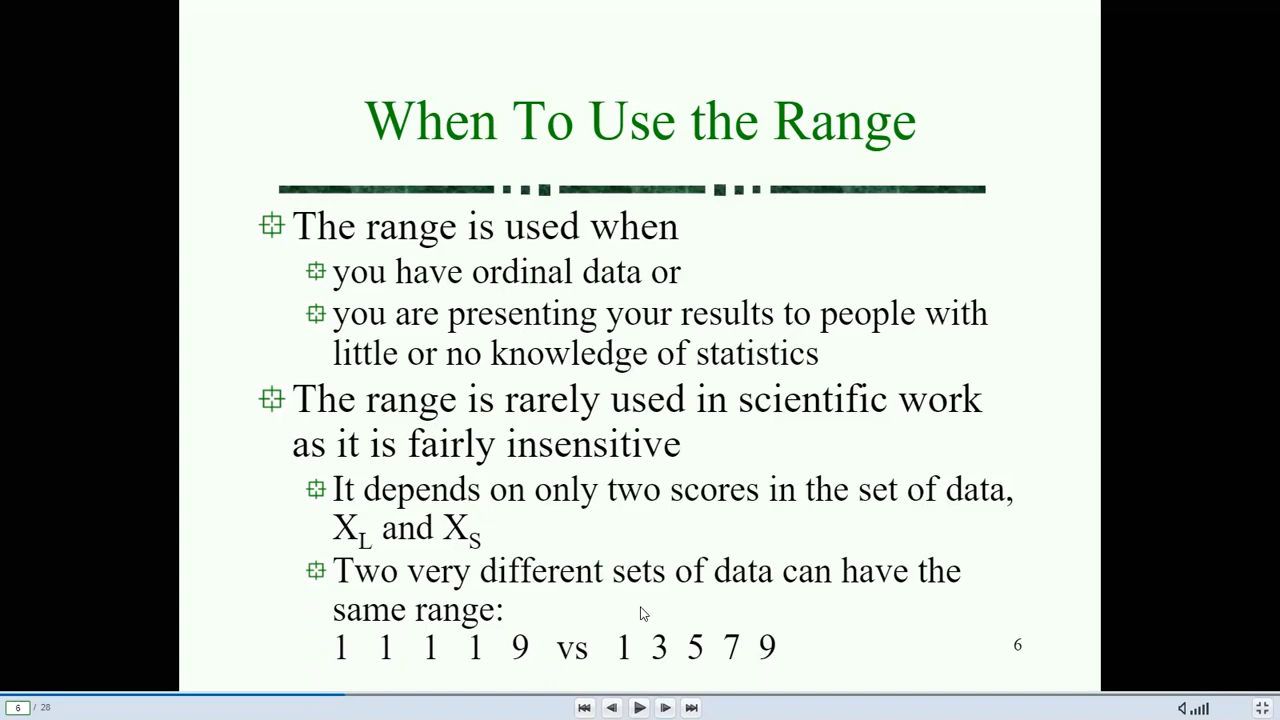 When To Use the Range
The range is used when
you have ordinal data or
you are presenting your results to people with
little or no knowledge of statistics
The range is rarely used in scientific work
as it is fairly insensitive
It depends on only two scores in the set of data,
XL and XS
Two very different sets of data can have the
same range:
1 1 1 1 9 vs 1 3 5 7 9
6
6 / 28